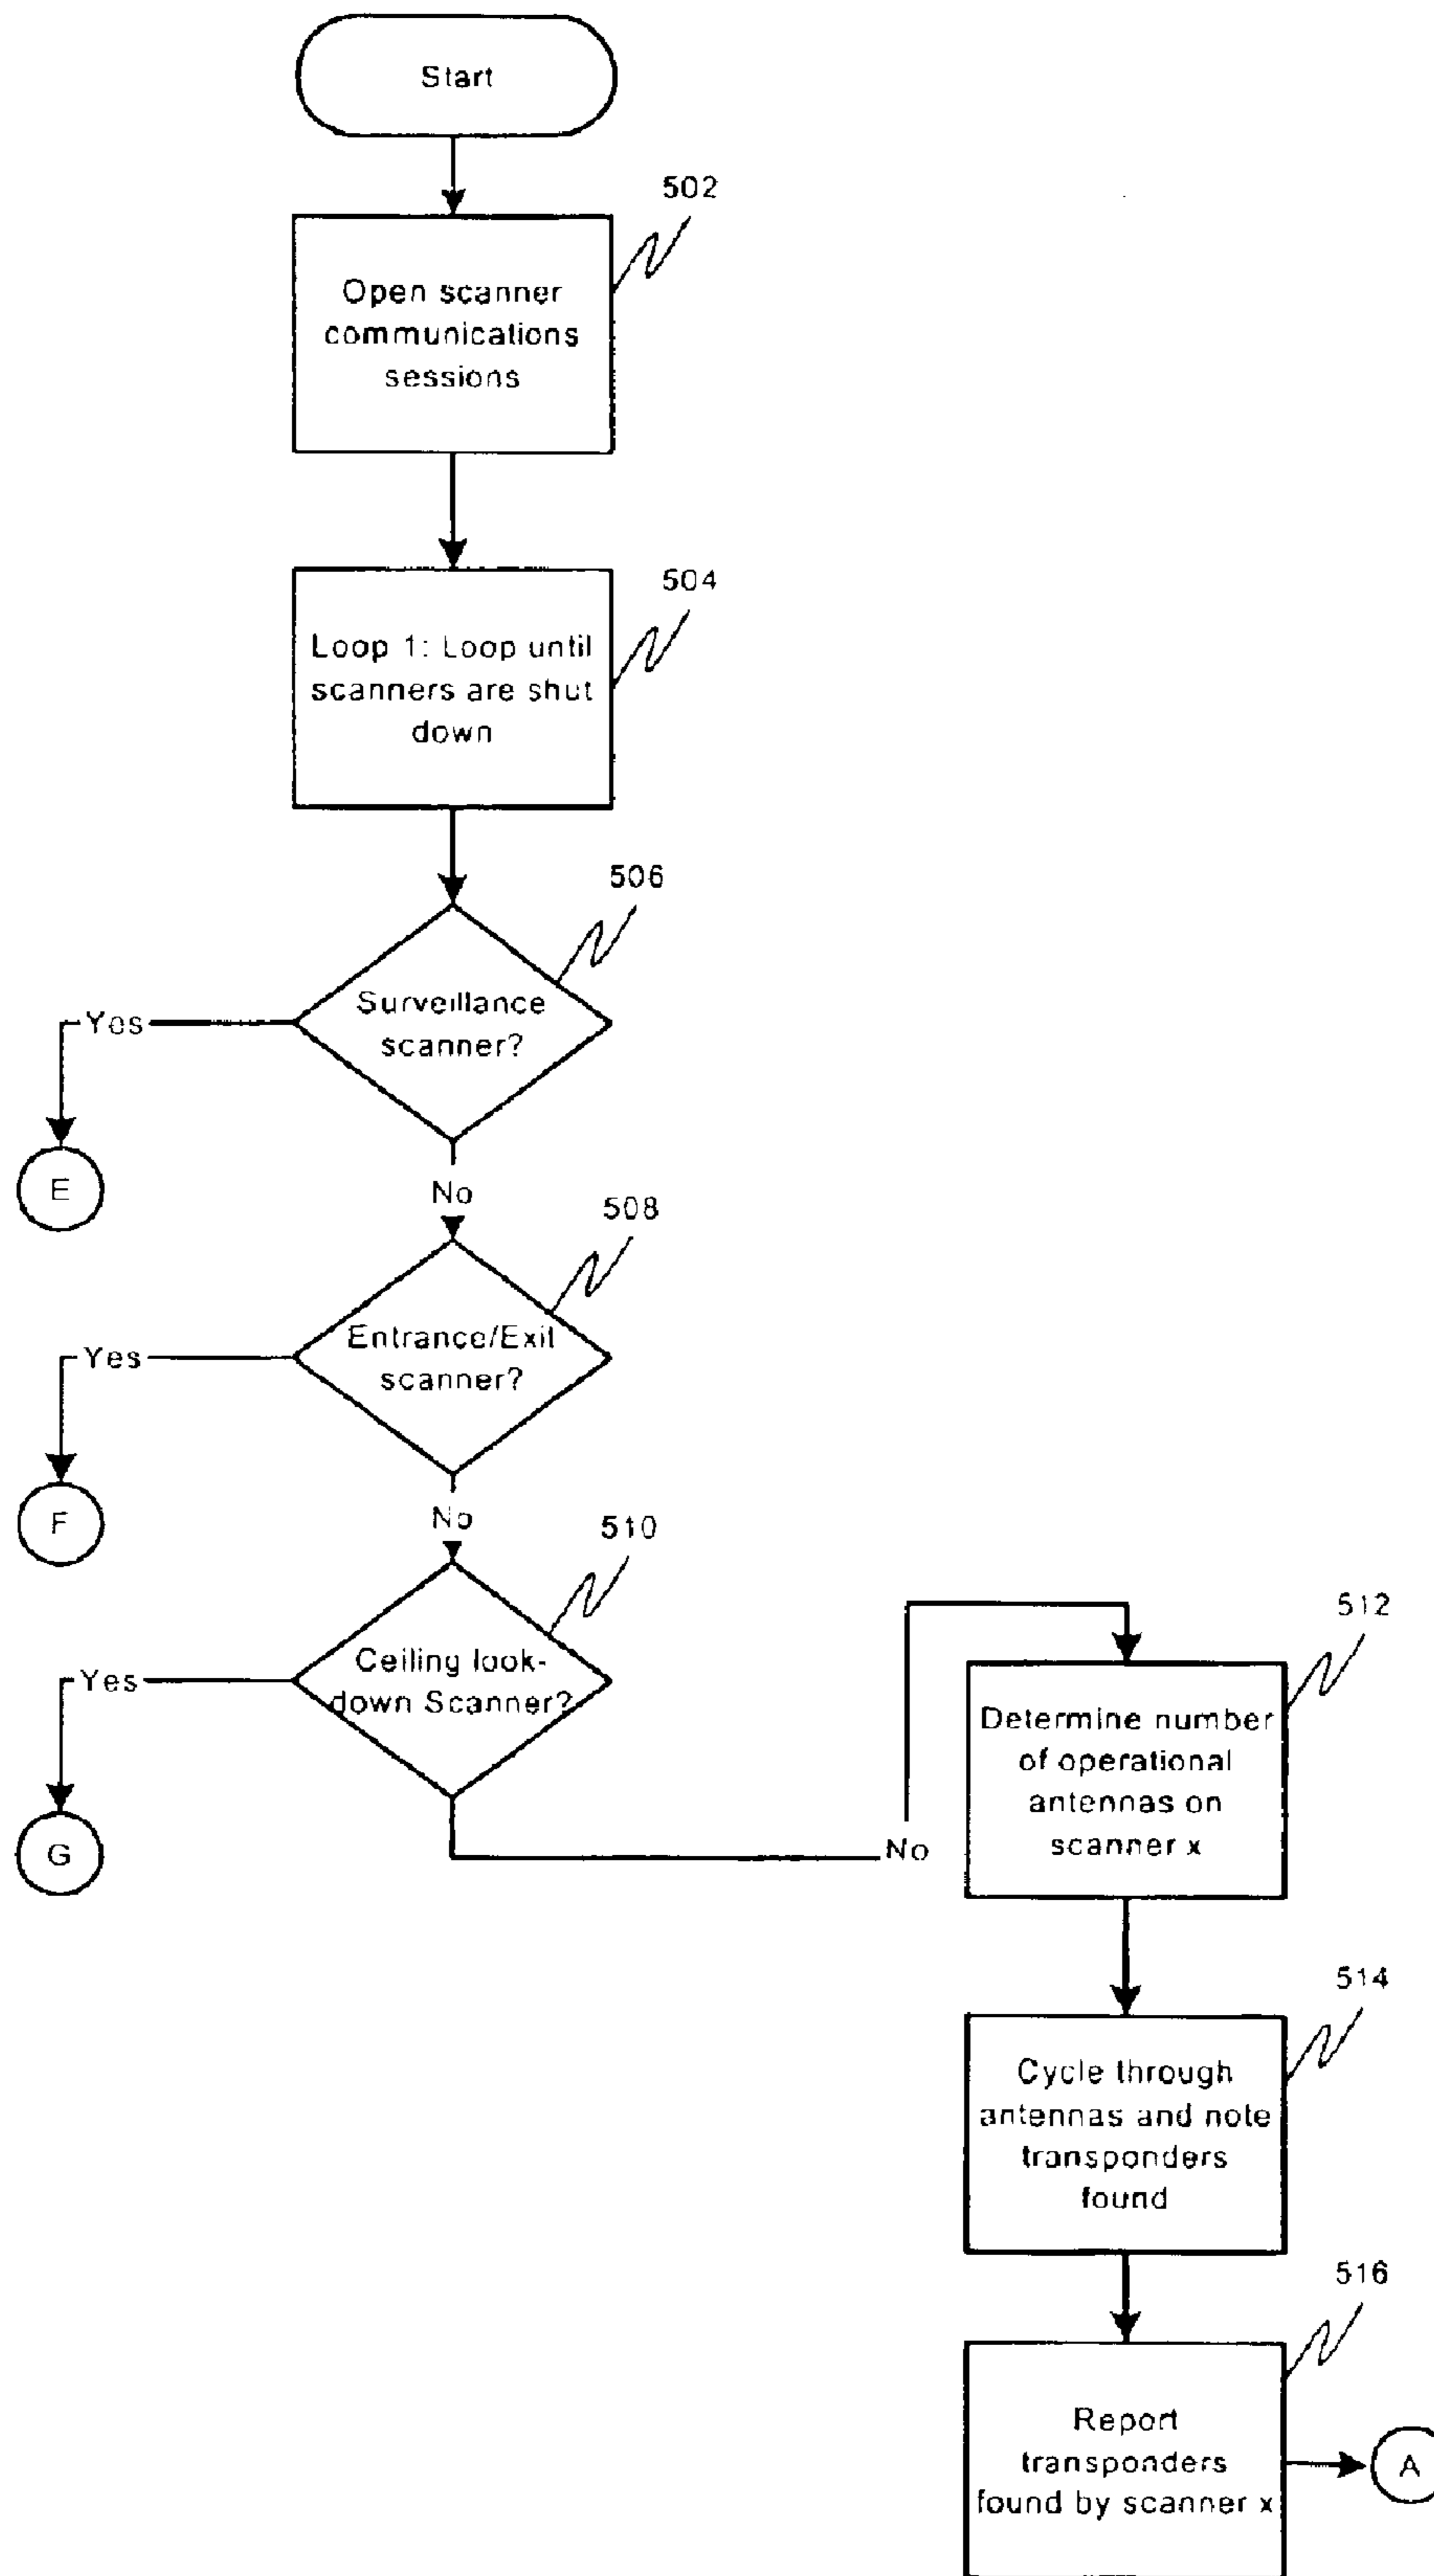 Start
502
Open scanner
communications
sessions
504
Loop 1: Loop until
scanners are shut
down
506
Surveillance
scanner?
Yes
E
No
508
Entrance/Exit
scanner?
Yes
F
No
510
Ceiling look-
down Scanner?
Yes
G
No
512
Determine number
of operational
antennas on
scanner x
514
Cycle through
antennas and note
transponders
found
516
Report
transponders
found by scanner x
A